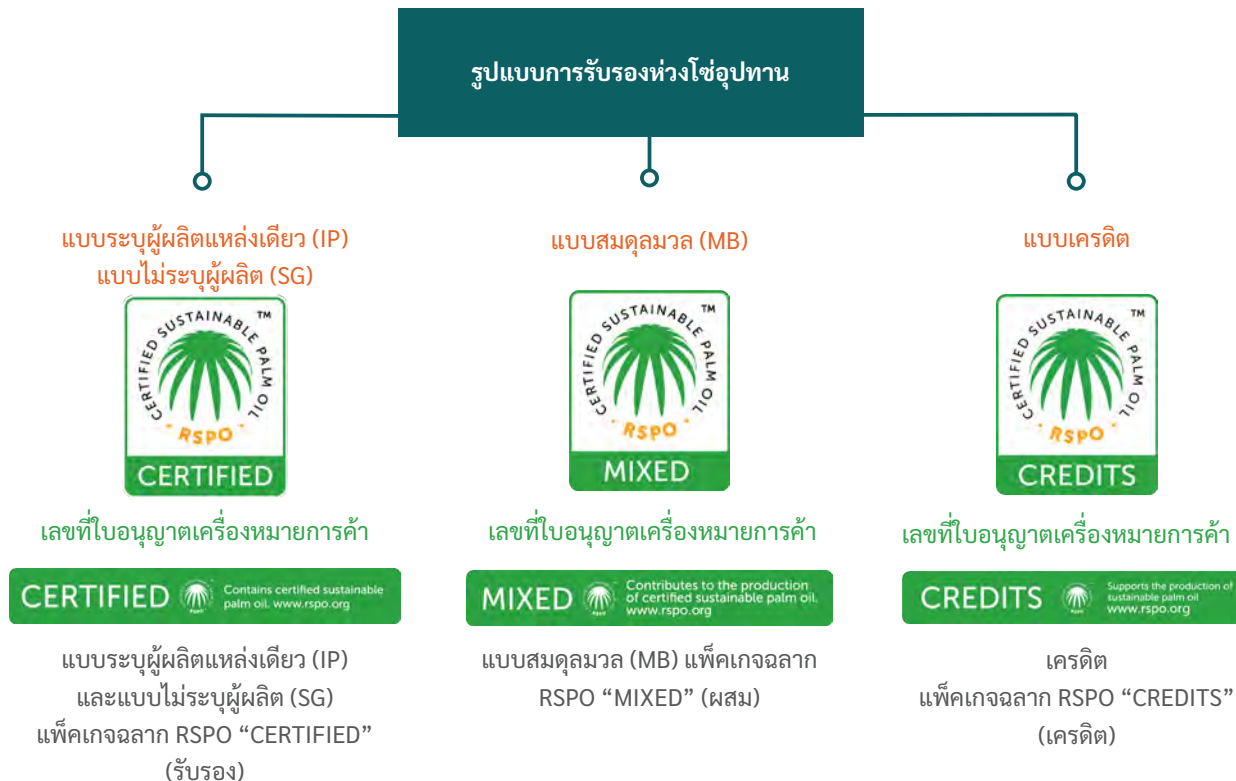 รูปแบบการรับรองห่วงโซ่อุปทาน
แบบระบุผู้ผลิตแหล่งเดียว (IP)
แบบไม่ระบุผู้ผลิต (SG)
CERTIFIED SUSTAINABLE PALM OIL
TM
RSPO
CERTIFIED
เลขที่ใบอนุญาตเครื่องหมายการค้า
CERTIFIED
RSPO
Contains certified sustainable
palm oil. www.rspo.org
แบบระบุผู้ผลิตแหล่งเดียว (IP)
และแบบไม่ระบุผู้ผลิต (SG)
แพ็คเกจฉลาก RSPO “CERTIFIED”
(รับรอง)
แบบสมดุลมวล (MB)
CERTIFIED SUSTAINABLE PALM OIL
TM
RSPO
MIXED
เลขที่ใบอนุญาตเครื่องหมายการค้า
MIXED
RSPO
Contributes to the production
of certified sustainable palm oil.
www.rspo.org
แบบสมดุลมวล (MB) แพ็คเกจฉลาก
RSPO “MIXED” (ผสม)
แบบเครดิต
CERTIFIED SUSTAINABLE PALM OIL
TM
RSPO
CREDITS
เลขที่ใบอนุญาตเครื่องหมายการค้า
CREDITS
RSPO
Supports the production of
sustainable palm oil
www.rspo.org
เครดิต
แพ็คเกจฉลาก RSPO “CREDITS”
(เครดิต)